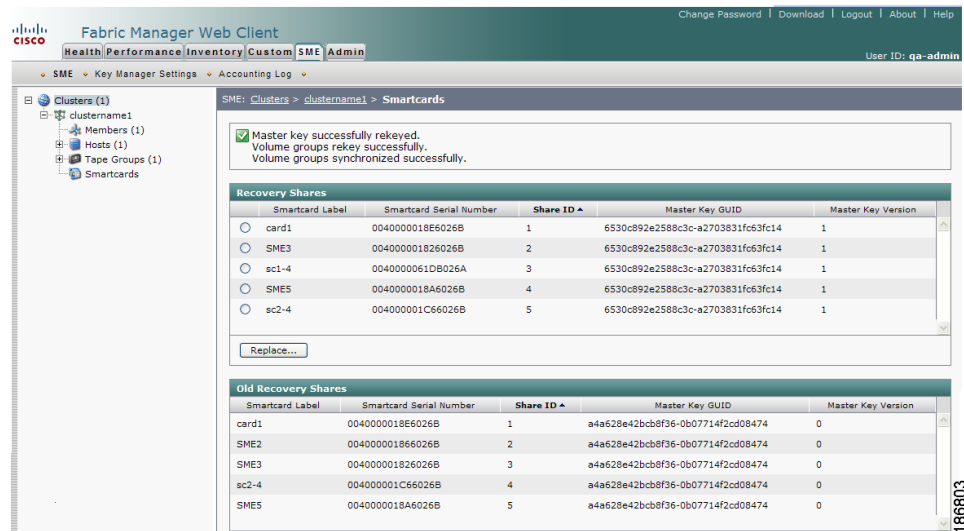 Change Password | Download | Logout | About | Help
cisco
Fabric Manager Web Client
Health Performance Inventory Custom SME Admin
User ID: qa-admin
SME Key Manager Settings Accounting Log
Clusters (1)
clustername1
Members (1)
Hosts (1)
Tape Groups (1)
Smartcards
SME: Clusters > clustername1 > Smartcards
Master key successfully rekeyed.
Volume groups rekey successfully.
Volume groups synchronized successfully.
Recovery Shares
Smartcard Label Smartcard Serial Number Share ID Master Key GUID Master Key Version
card1 0040000018E6026B 1 6530c892e2588c3c-a2703831fc63fc14 1
SME3 004000001826026B 2 6530c892e2588c3c-a2703831fc63fc14 1
sc1-4 0040000061DB026A 3 6530c892e2588c3c-a2703831fc63fc14 1
SME5 0040000018A6026B 4 6530c892e2588c3c-a2703831fc63fc14 1
sc2-4 004000001C66026B 5 6530c892e2588c3c-a2703831fc63fc14 1
Replace...
Old Recovery Shares
Smartcard Label Smartcard Serial Number Share ID Master Key GUID Master Key Version
card1 0040000018E6026B 1 a4a628e42bcb8f36-0b07714f2cd08474 0
SME2 004000001866026B 2 a4a628e42bcb8f36-0b07714f2cd08474 0
SME3 004000001826026B 3 a4a628e42bcb8f36-0b07714f2cd08474 0
sc2-4 004000001C66026B 4 a4a628e42bcb8f36-0b07714f2cd08474 0
SME5 0040000018A6026B 5 a4a628e42bcb8f36-0b07714f2cd08474 0
186803